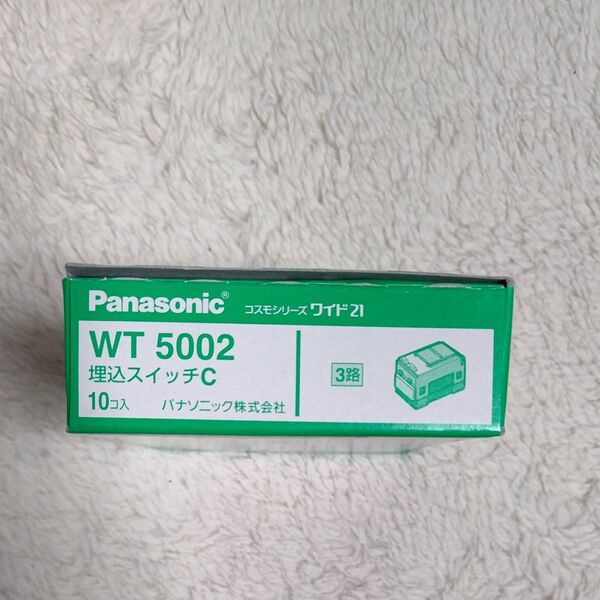 Panasonic® コスモシリーズ ワイド21
WT 5002
埋込スイッチC
3路
10コ入 パナソニック株式会社